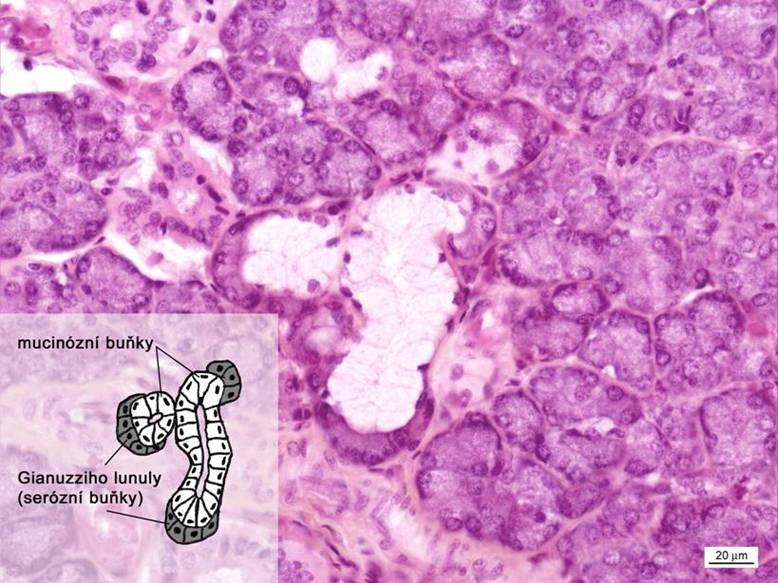 mucinózní buňky
Gianuzziho lunuly
(serózní buňky)
20 µm